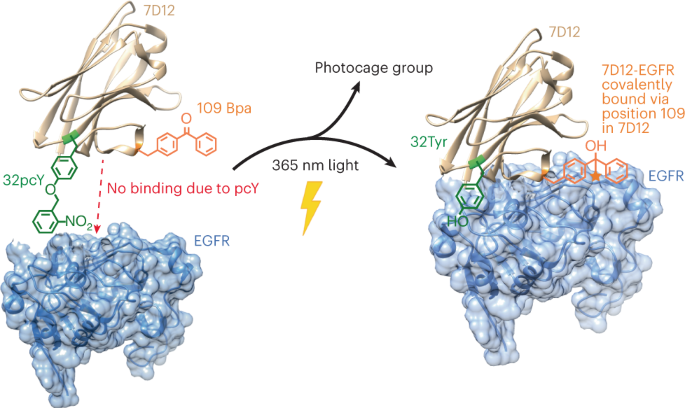 7D12
109 Bpa
O
32pcY
O
NO2
No binding due to pcY
EGFR
Photocage group
365 nm light
7D12
32Tyr
HO
7D12-EGFR
covalently
bound via
position 109
in 7D12
OH
EGFR